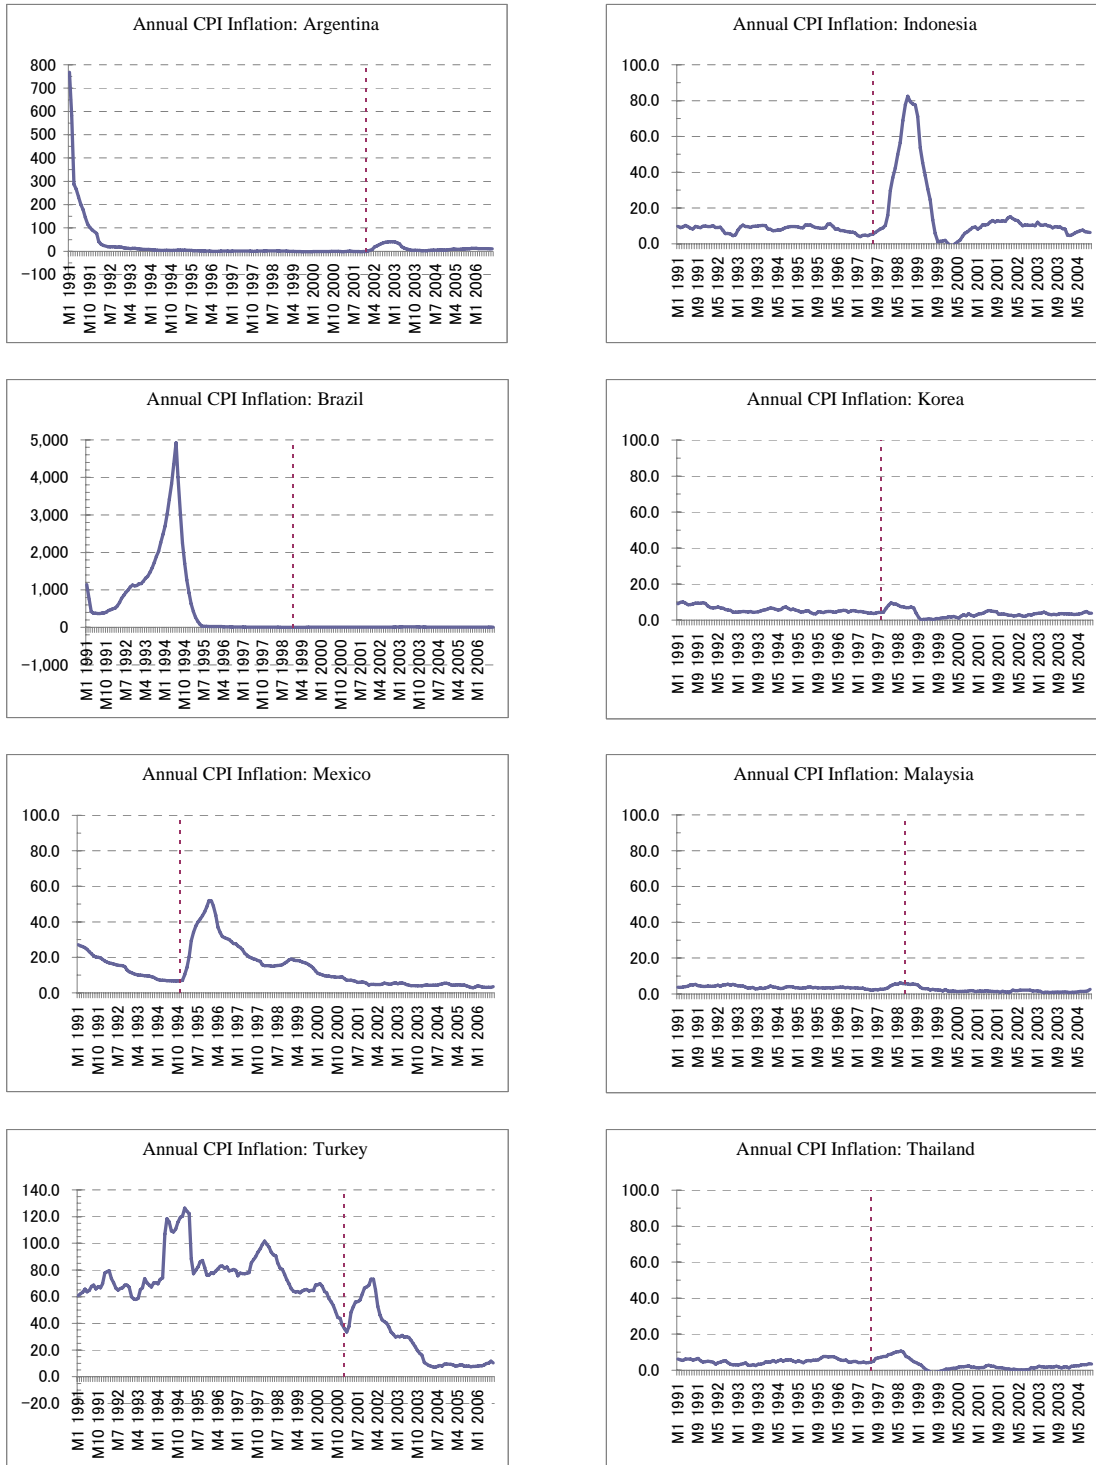 Annual CPI Inflation: Argentina
800
700
600
500
400
300
200
100
0
−100
M1 1991
M10 1991
M7 1992
M4 1993
M1 1994
M10 1994
M7 1995
M4 1996
M1 1997
M10 1997
M7 1998
M4 1999
M1 2000
M10 2000
M7 2001
M4 2002
M1 2003
M10 2003
M7 2004
M4 2005
M1 2006
Annual CPI Inflation: Indonesia
100.0
80.0
60.0
40.0
20.0
0.0
M1 1991
M9 1991
M5 1992
M1 1993
M9 1993
M5 1994
M1 1995
M9 1995
M5 1996
M1 1997
M9 1997
M5 1998
M1 1999
M9 1999
M5 2000
M1 2001
M9 2001
M5 2002
M1 2003
M9 2003
M5 2004
Annual CPI Inflation: Brazil
5,000
4,000
3,000
2,000
1,000
0
−1,000
M1 1991
M10 1991
M7 1992
M4 1993
M1 1994
M10 1994
M7 1995
M4 1996
M1 1997
M10 1997
M7 1998
M4 1999
M1 2000
M10 2000
M7 2001
M4 2002
M1 2003
M10 2003
M7 2004
M4 2005
M1 2006
Annual CPI Inflation: Korea
100.0
80.0
60.0
40.0
20.0
0.0
M1 1991
M9 1991
M5 1992
M1 1993
M9 1993
M5 1994
M1 1995
M9 1995
M5 1996
M1 1997
M9 1997
M5 1998
M1 1999
M9 1999
M5 2000
M1 2001
M9 2001
M5 2002
M1 2003
M9 2003
M5 2004
Annual CPI Inflation: Mexico
100.0
80.0
60.0
40.0
20.0
0.0
M1 1991
M10 1991
M7 1992
M4 1993
M1 1994
M10 1994
M7 1995
M4 1996
M1 1997
M10 1997
M7 1998
M4 1999
M1 2000
M10 2000
M7 2001
M4 2002
M1 2003
M10 2003
M7 2004
M4 2005
M1 2006
Annual CPI Inflation: Malaysia
100.0
80.0
60.0
40.0
20.0
0.0
M1 1991
M9 1991
M5 1992
M1 1993
M9 1993
M5 1994
M1 1995
M9 1995
M5 1996
M1 1997
M9 1997
M5 1998
M1 1999
M9 1999
M5 2000
M1 2001
M9 2001
M5 2002
M1 2003
M9 2003
M5 2004
Annual CPI Inflation: Turkey
140.0
120.0
100.0
80.0
60.0
40.0
20.0
0.0
−20.0
M1 1991
M10 1991
M7 1992
M4 1993
M1 1994
M10 1994
M7 1995
M4 1996
M1 1997
M10 1997
M7 1998
M4 1999
M1 2000
M10 2000
M7 2001
M4 2002
M1 2003
M10 2003
M7 2004
M4 2005
M1 2006
Annual CPI Inflation: Thailand
100.0
80.0
60.0
40.0
20.0
0.0
M1 1991
M9 1991
M5 1992
M1 1993
M9 1993
M5 1994
M1 1995
M9 1995
M5 1996
M1 1997
M9 1997
M5 1998
M1 1999
M9 1999
M5 2000
M1 2001
M9 2001
M5 2002
M1 2003
M9 2003
M5 2004